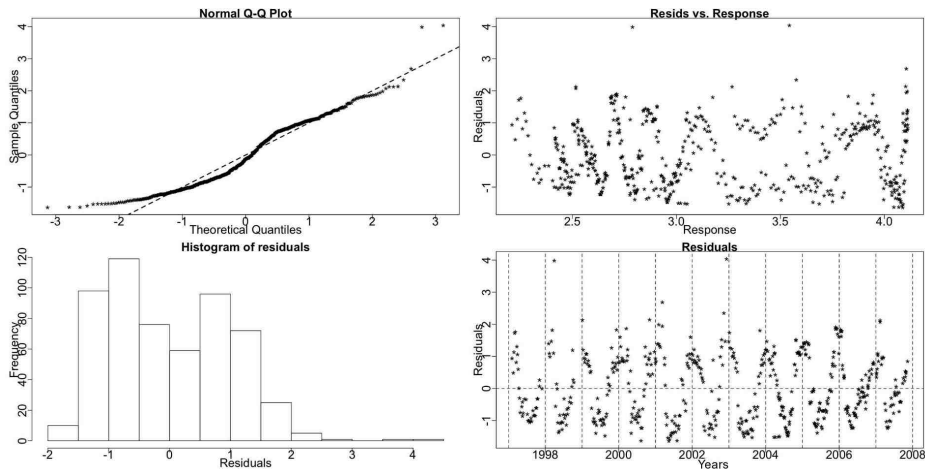 Normal Q-Q Plot
Sample Quantiles
4
3
2
1
0
-1
-3 -2 -1 0 1 2 3
Theoretical Quantiles
Resids vs. Response
Residuals
4
3
2
1
0
-1
2.5 3.0 3.5 4.0
Response
Histogram of residuals
Frequency
120
80
60
40
20
0
-2 -1 0 1 2 3 4
Residuals
Residuals
Residuals
4
3
2
1
0
-1
1998 2000 2002 2004 2006 2008
Years